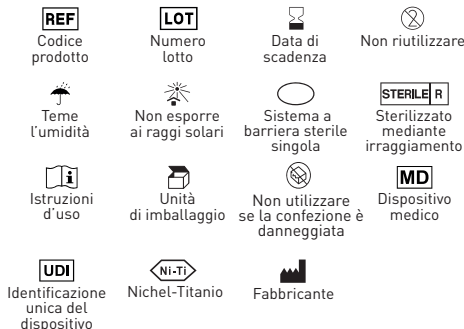 REF
LOT
2
Codice
prodotto
Numero
lotto
Data di
scadenza
Non riutilizzare
STERILE R
Teme
l'umidità
Non esporre
ai raggi solari
Sistema a
barriera sterile
singola
Sterilizzato
mediante
irraggiamento
i
MD
Istruzioni
d'uso
Unità
di imballaggio
Non utilizzare
se la confezione è
danneggiata
Dispositivo
medico
UDI
Ni-Ti
Identificazione
unica del
dispositivo
Nichel-Titanio
Fabbricante